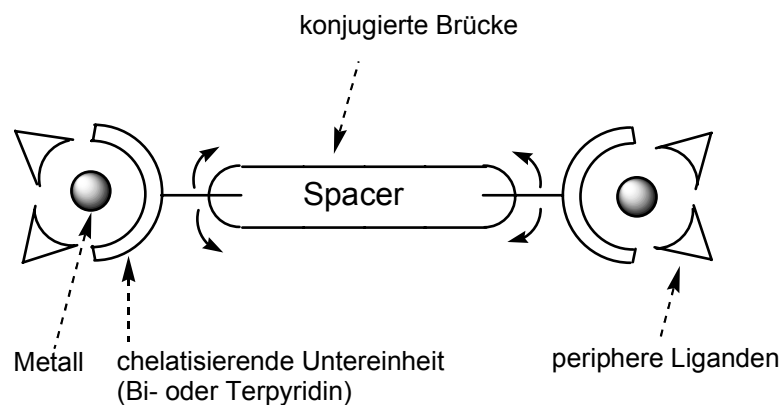 konjugierte Brücke
Spacer
Metall
chelatisierende Untereinheit
(Bi- oder Terpyridin)
periphere Liganden